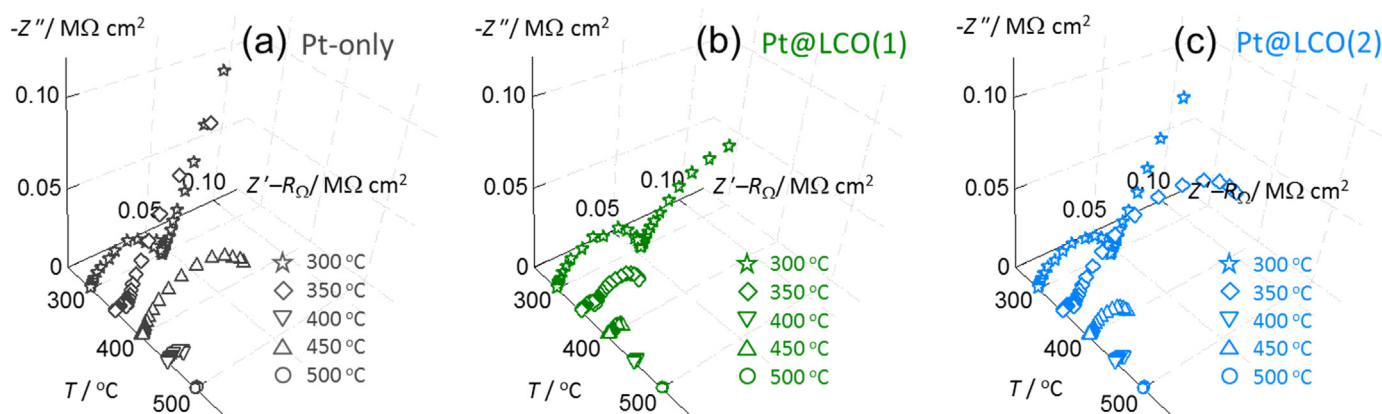 -Z''/ MΩ cm²
(a) Pt-only
0.10
0.05
0
0.05
0.10
Z'–R_Ω/ MΩ cm²
300
400
500
T / °C
300 °C
350 °C
400 °C
450 °C
500 °C
-Z''/ MΩ cm²
(b) Pt@LCO(1)
0.10
0.05
0
0.05
0.10
Z'–R_Ω/ MΩ cm²
300
400
500
T / °C
300 °C
350 °C
400 °C
450 °C
500 °C
-Z''/ MΩ cm²
(c) Pt@LCO(2)
0.10
0.05
0
0.05
0.10
Z'–R_Ω/ MΩ cm²
300
400
500
T / °C
300 °C
350 °C
400 °C
450 °C
500 °C